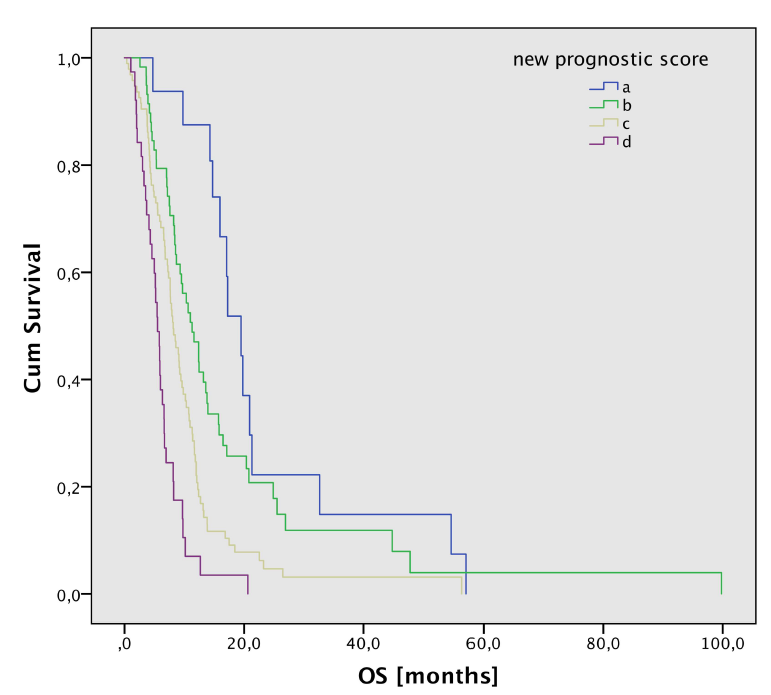 new prognostic score
a
b
c
d
1,0
0,8
0,6
0,4
0,2
0,0
Cum Survival
,0
20,0
40,0
60,0
80,0
100,0
OS [months]